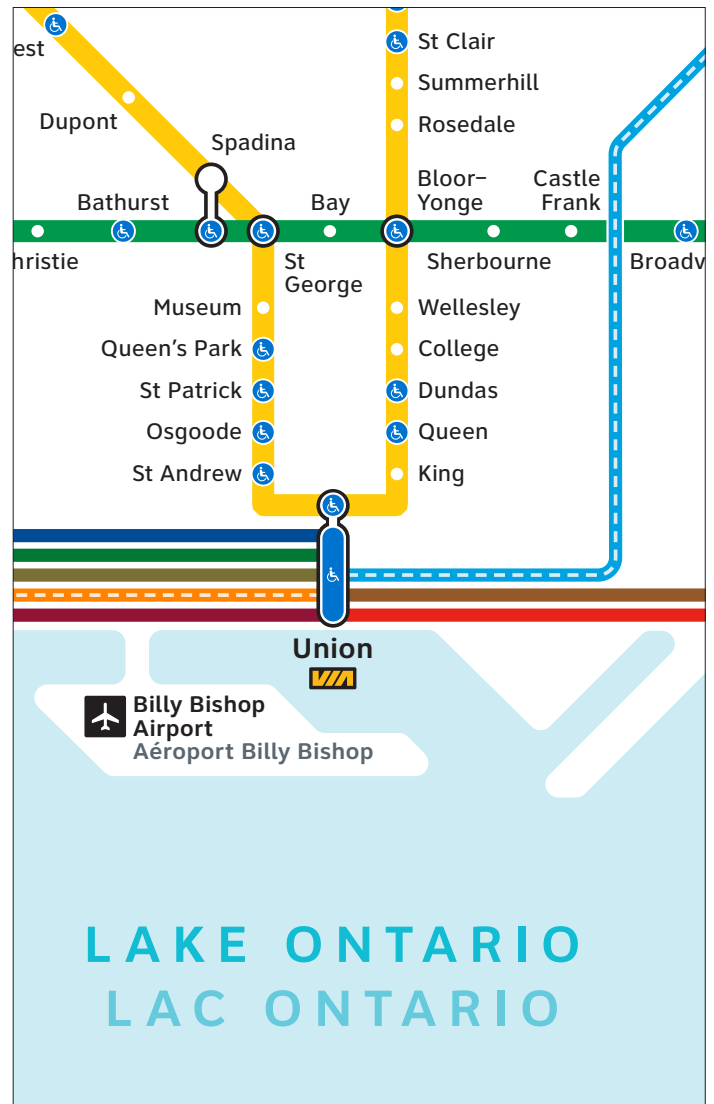 St Clair
est
Summerhill
Dupont
Rosedale
Spadina
Bathurst
Bay
Bloor–
Yonge
Castle
Frank
hristie
St
George
Sherbourne
Broadv
Museum
Wellesley
Queen's Park
College
St Patrick
Dundas
Osgoode
Queen
St Andrew
King
Union
VIA
Billy Bishop
Airport
Aéroport Billy Bishop
LAKE ONTARIO
LAC ONTARIO